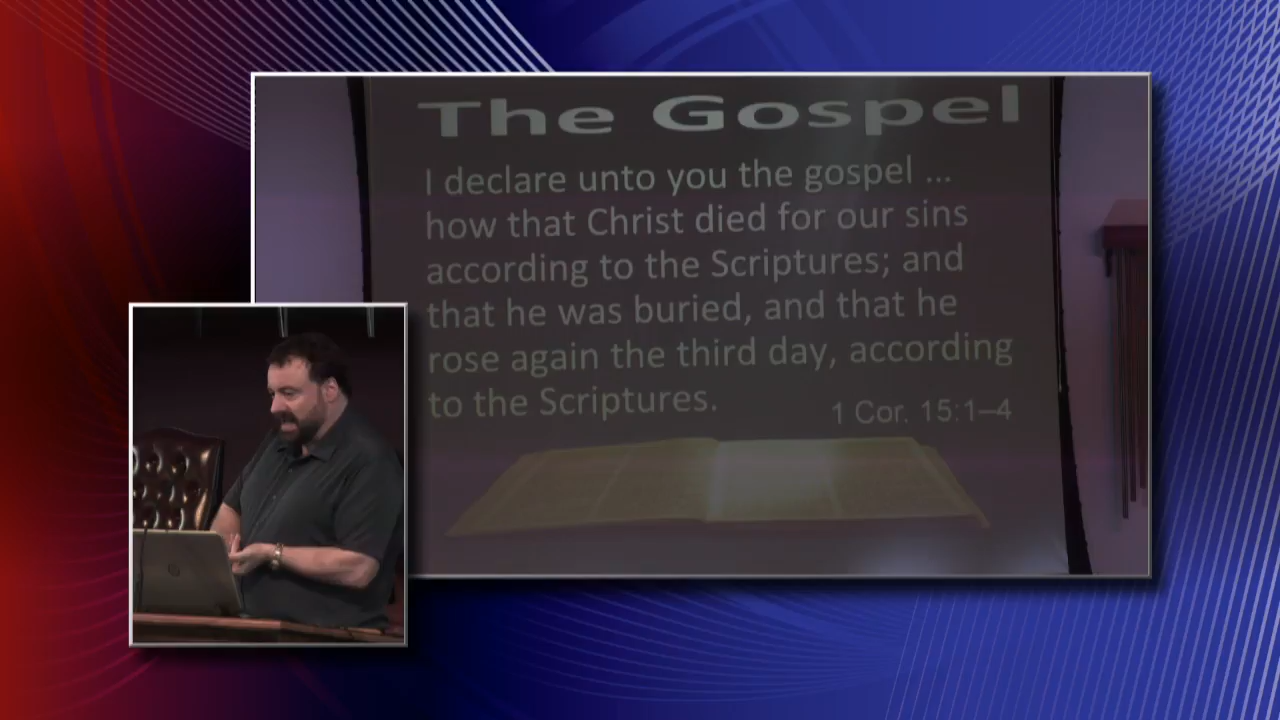 The Gospel
I declare unto you the gospel ...
how that Christ died for our sins
according to the Scriptures; and
that he was buried, and that he
rose again the third day, according
to the Scriptures.
1 Cor. 15:1–4